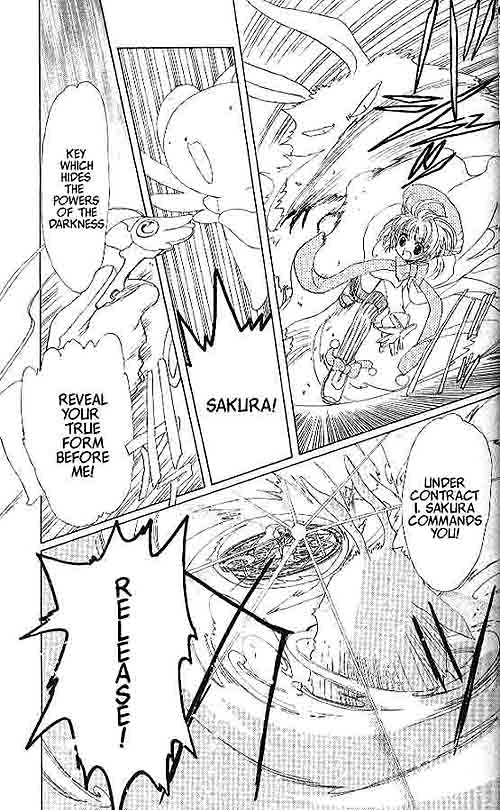 SAKURA!
KEY WHICH
HIDES
THE
POWERS
OF THE
DARKNESS
REVEAL
YOUR
TRUE
FORM
BEFORE
ME!
UNDER
CONTRACT
I, SAKURA
COMMANDS
YOU!
RELEASE!